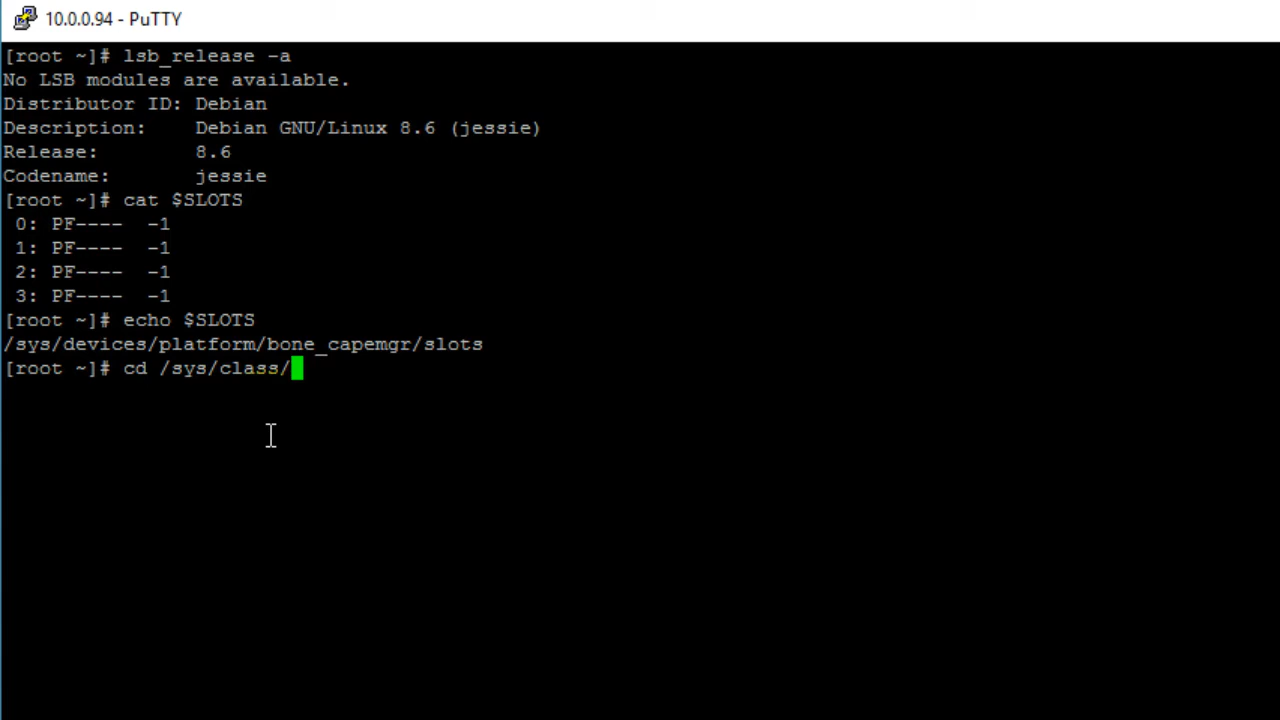 10.0.0.94 - PuTTY
[root ~]# lsb_release -a
No LSB modules are available.
Distributor ID: Debian
Description:    Debian GNU/Linux 8.6 (jessie)
Release:        8.6
Codename:       jessie
[root ~]# cat $SLOTS
 0: PF----  -1
 1: PF----  -1
 2: PF----  -1
 3: PF----  -1
[root ~]# echo $SLOTS
/sys/devices/platform/bone_capemgr/slots
[root ~]# cd /sys/class/